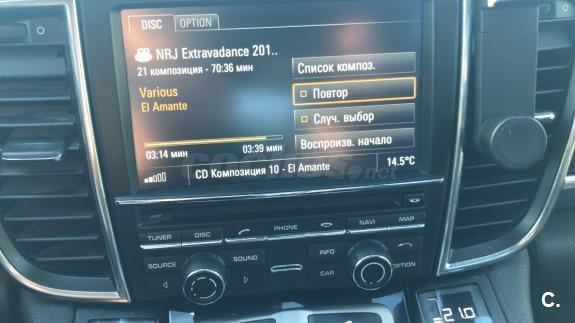 DISC OPTION
NRJ Extravadance 201..
21 композиция - 70:36 мин
Various
El Amante
Список композ.
Повтор
Случ. выбор
Воспроизв. начало
03:14 мин 03:39 мин
CD Композиция 10 - El Amante 14.5°C
TUNER DISC PHONE NAVI MAP
SOURCE SOUND INFO
CAR OPTION
21.0
C.